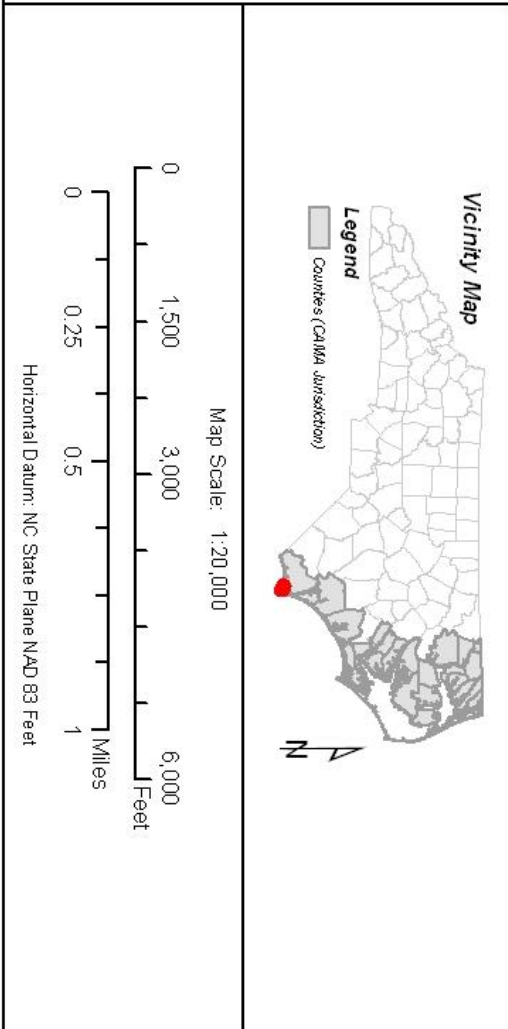 Vicinity Map
Legend
Counties (CAMA Jurisdiction)
N
Map Scale: 1:20,000
0 1,500 3,000 6,000
Feet
0 0.25 0.5 1
Miles
Horizontal Datum: NC State Plane NAD 83 Feet